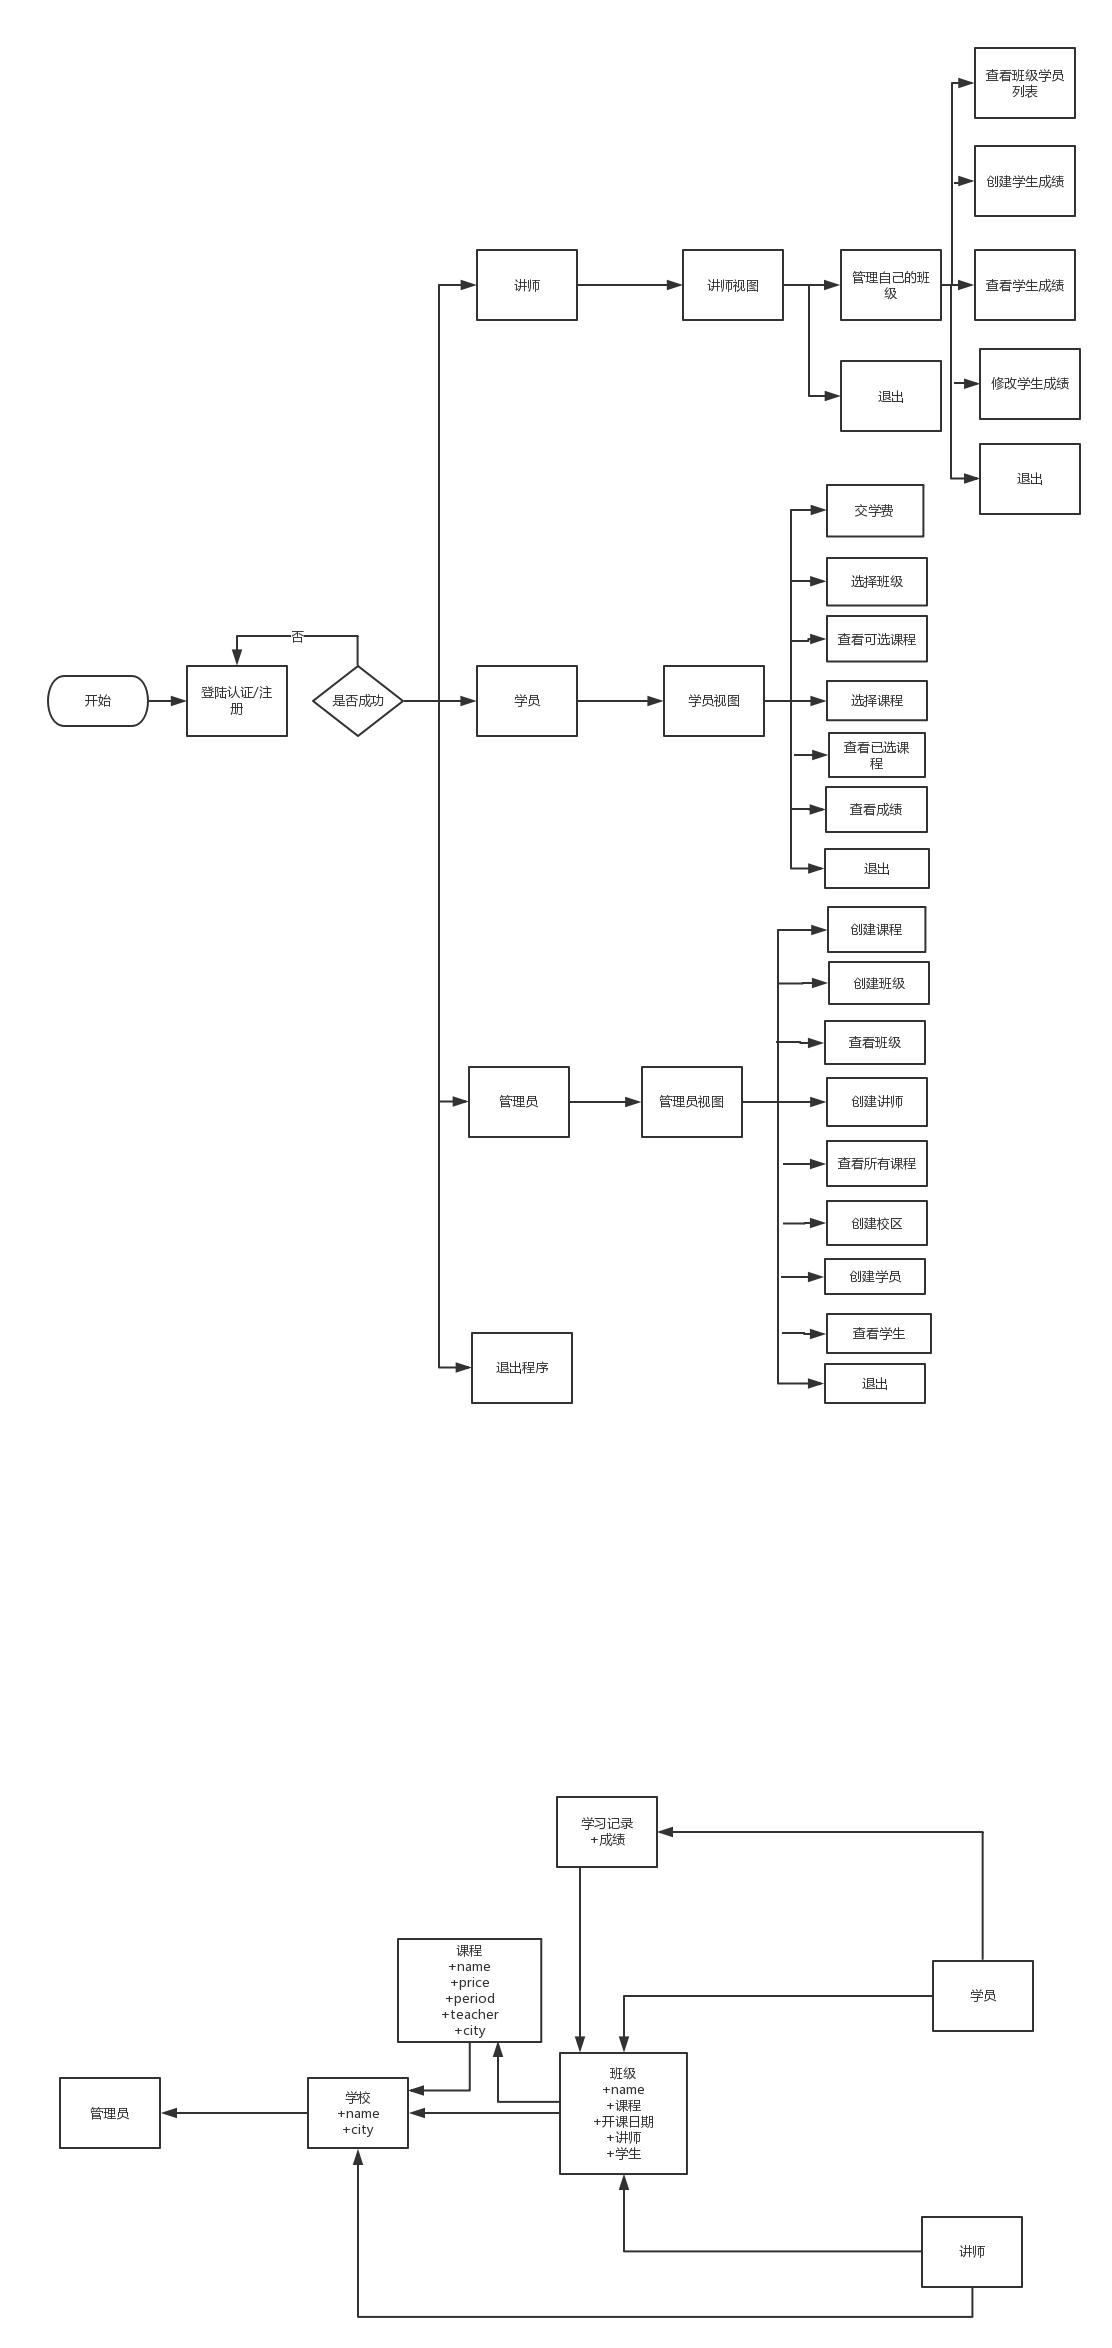 查看班级学员
列表
创建学生成绩
讲师
讲师视图
管理自己的班
级
查看学生成绩
修改学生成绩
退出
退出
交学费
选择班级
查看可选课程
否
开始
登陆认证/注
册
是否成功
学员
学员视图
选择课程
查看已选课
程
查看成绩
退出
创建课程
创建班级
查看班级
管理员
管理员视图
创建讲师
查看所有课程
创建校区
创建学员
查看学生
退出程序
退出
学习记录
+成绩
课程
+name
+price
+period
+teacher
+city
学员
班级
+name
+课程
+开课日期
+讲师
+学生
管理员
学校
+name
+city
讲师